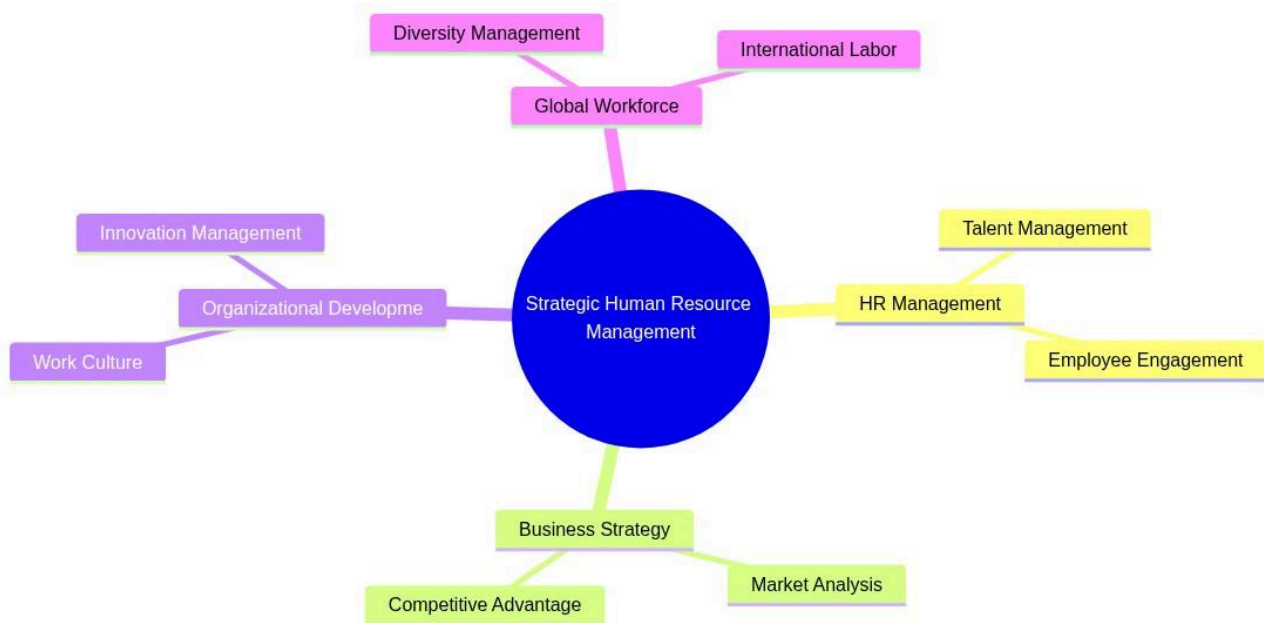 Diversity Management
International Labor
Global Workforce
Innovation Management
Talent Management
Organizational Developme
Strategic Human Resource
Management
HR Management
Work Culture
Employee Engagement
Business Strategy
Market Analysis
Competitive Advantage